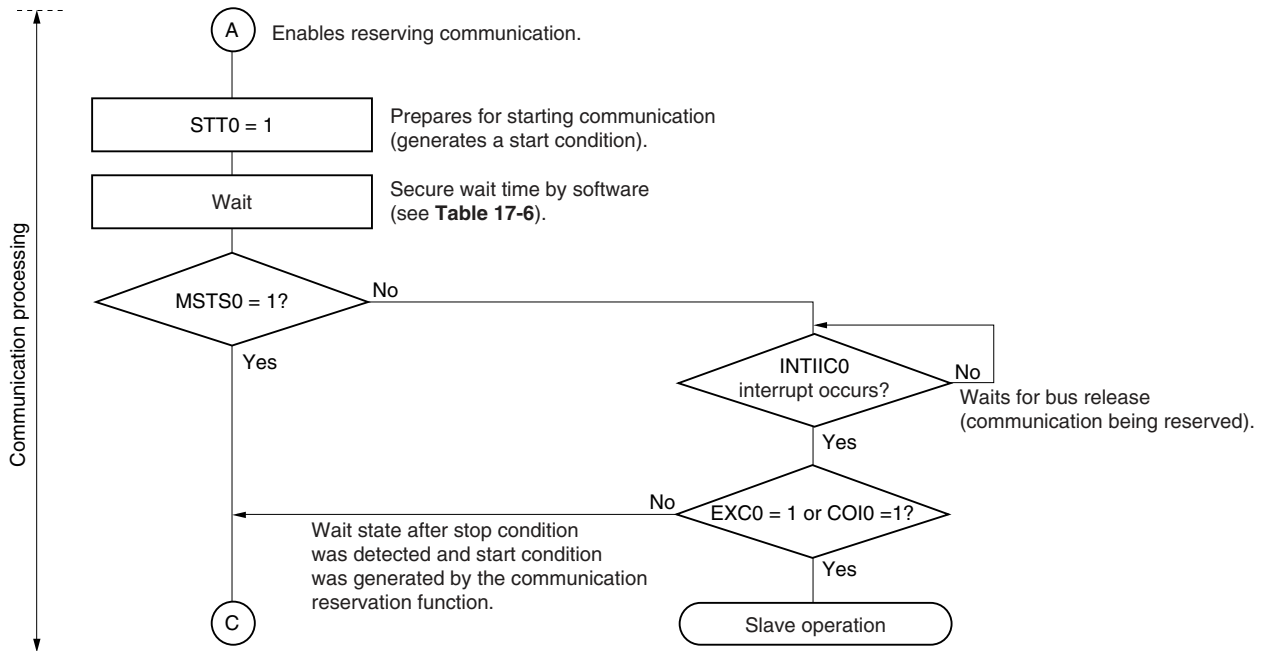 A
Enables reserving communication.
STT0 = 1
Prepares for starting communication
(generates a start condition).
Wait
Secure wait time by software
(see Table 17-6).
Communication processing
MSTS0 = 1?
No
Yes
INTIIC0
interrupt occurs?
No
Waits for bus release
(communication being reserved).
Yes
EXC0 = 1 or COI0 =1?
No
Wait state after stop condition
was detected and start condition
was generated by the communication
reservation function.
Yes
C
Slave operation